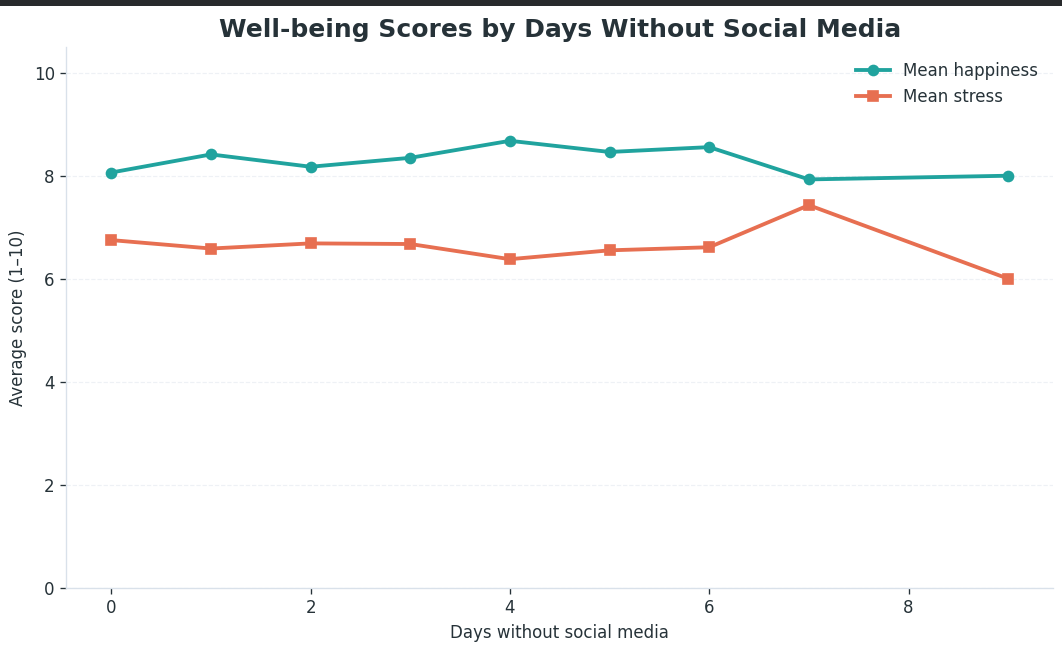 Well-being Scores by Days Without Social Media
Mean happiness
Mean stress
Average score (1–10)
10
8
6
4
2
0
0 2 4 6 8
Days without social media